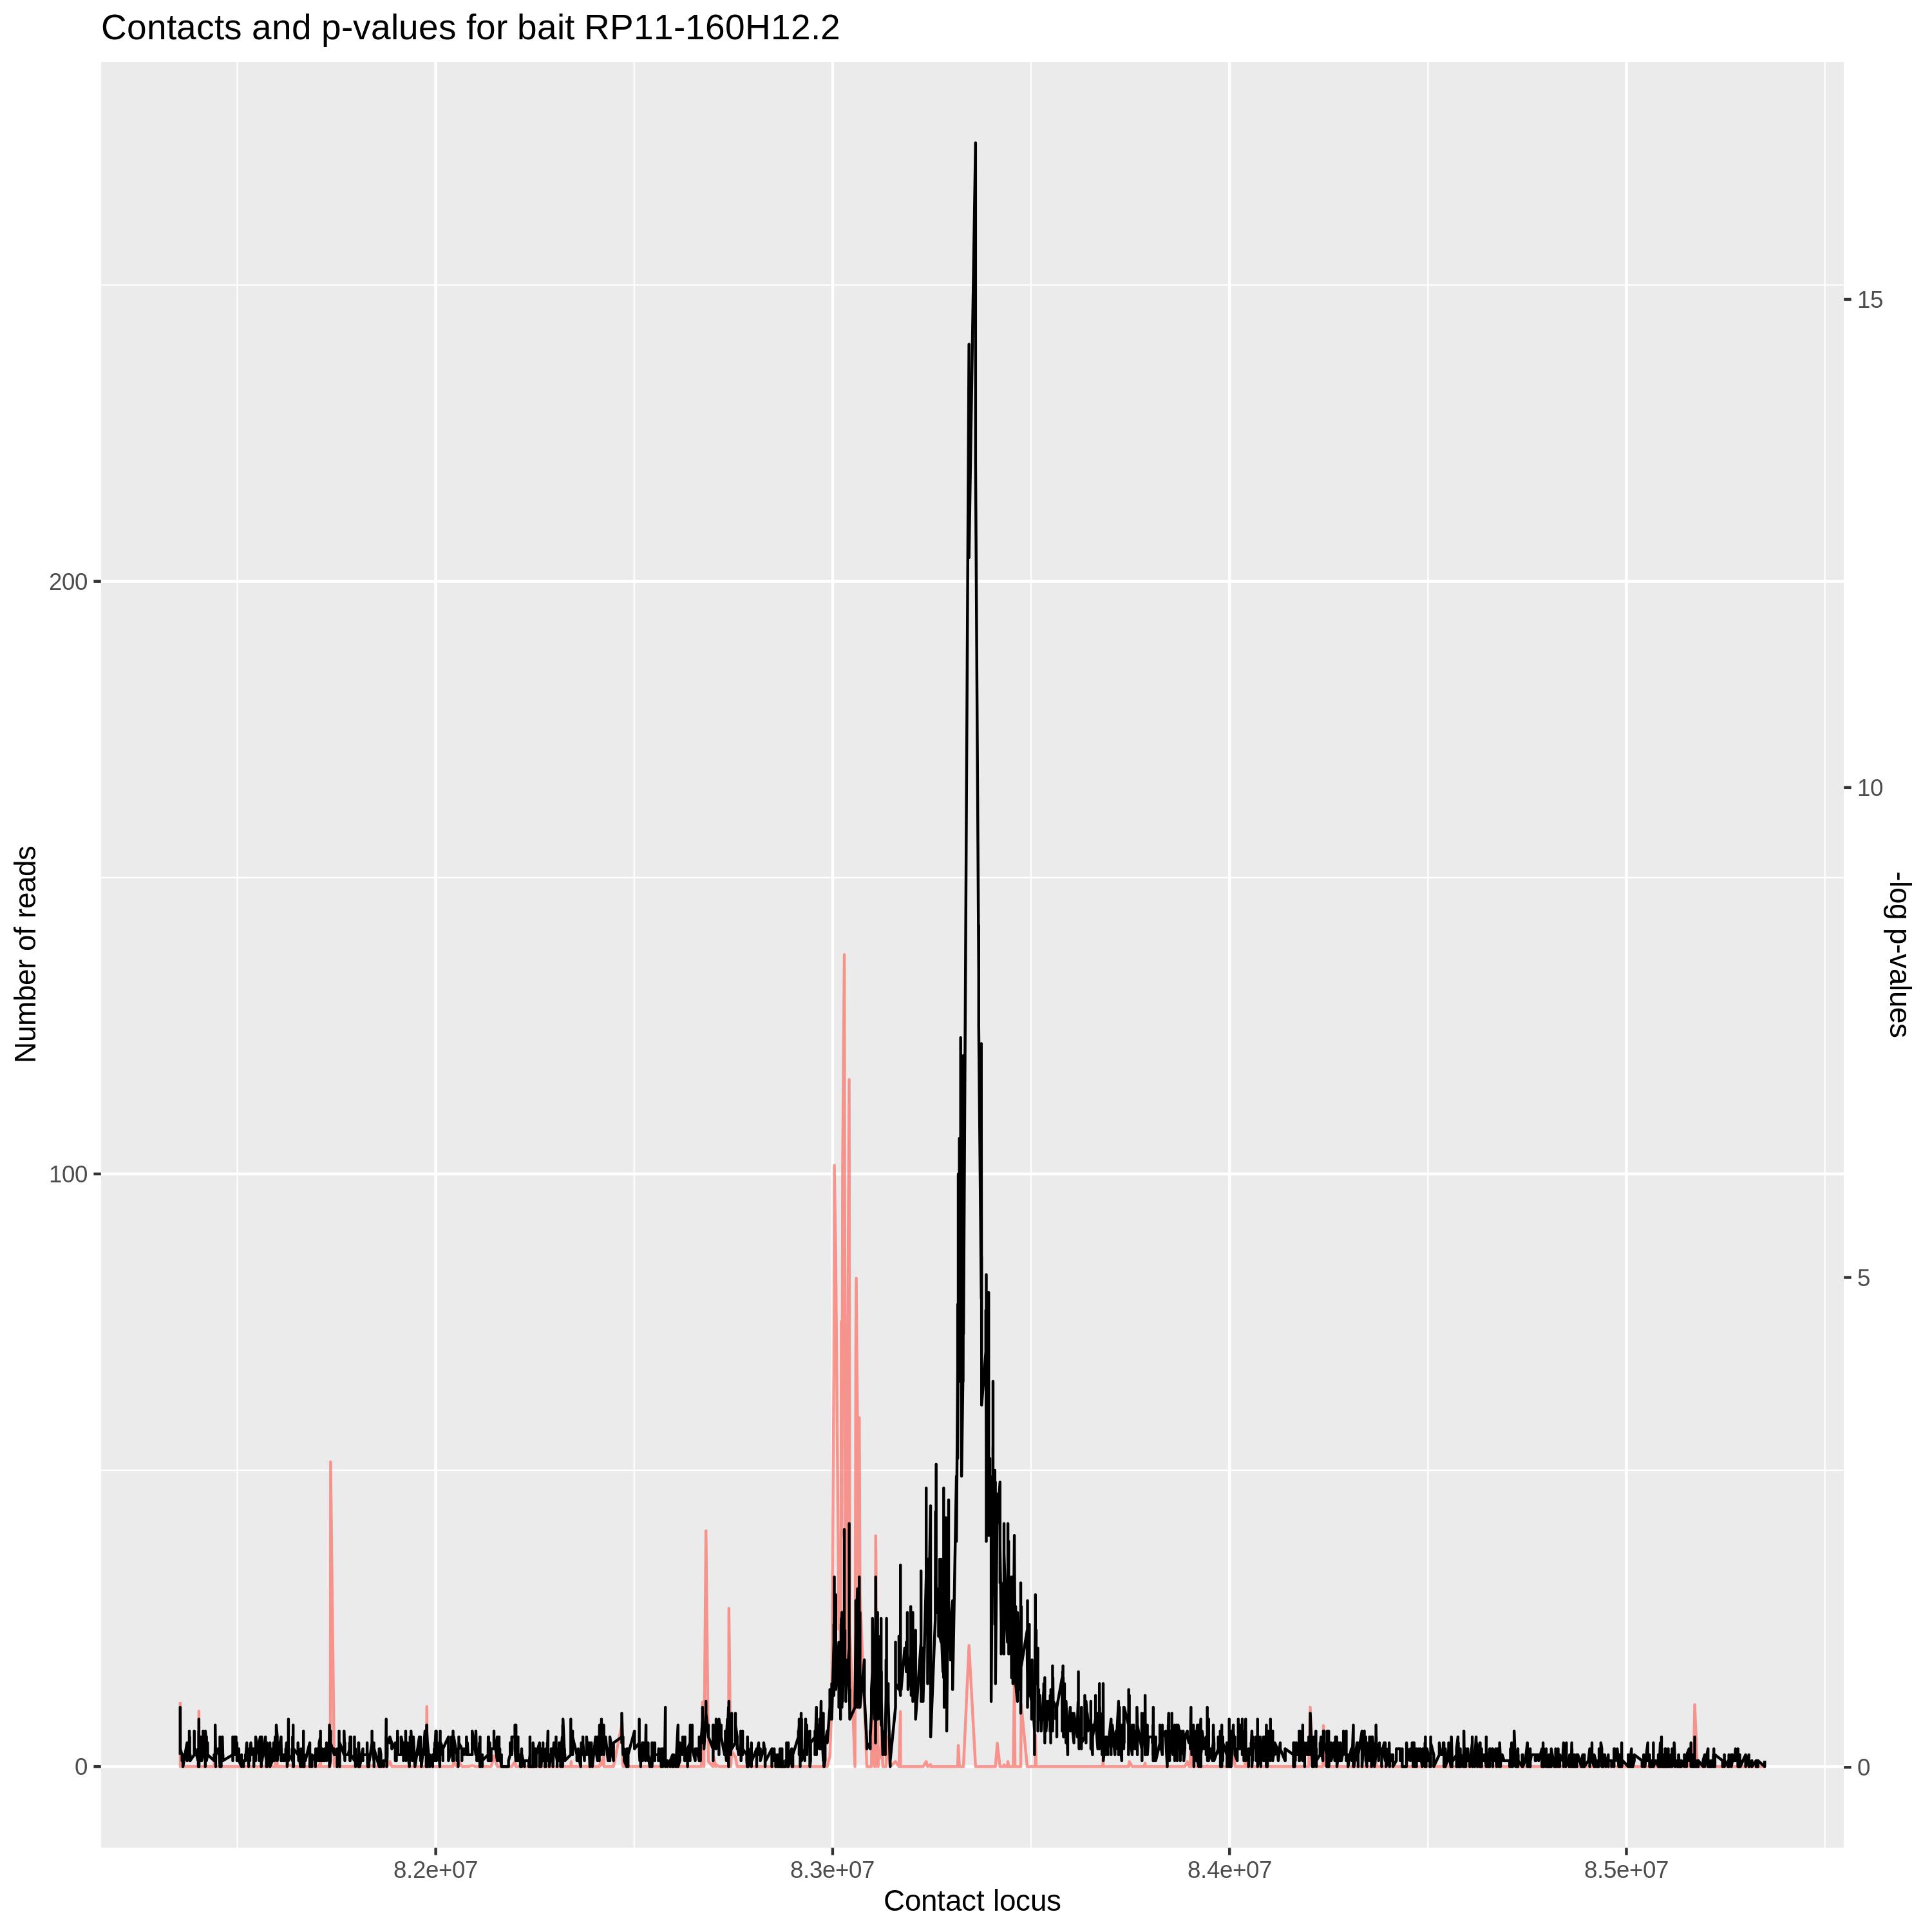 Contacts and p-values for bait RP11-160H12.2
Number of reads
200
100
0
15
10
5
0
-log p-values
8.2e+07
8.3e+07
8.4e+07
8.5e+07
Contact locus